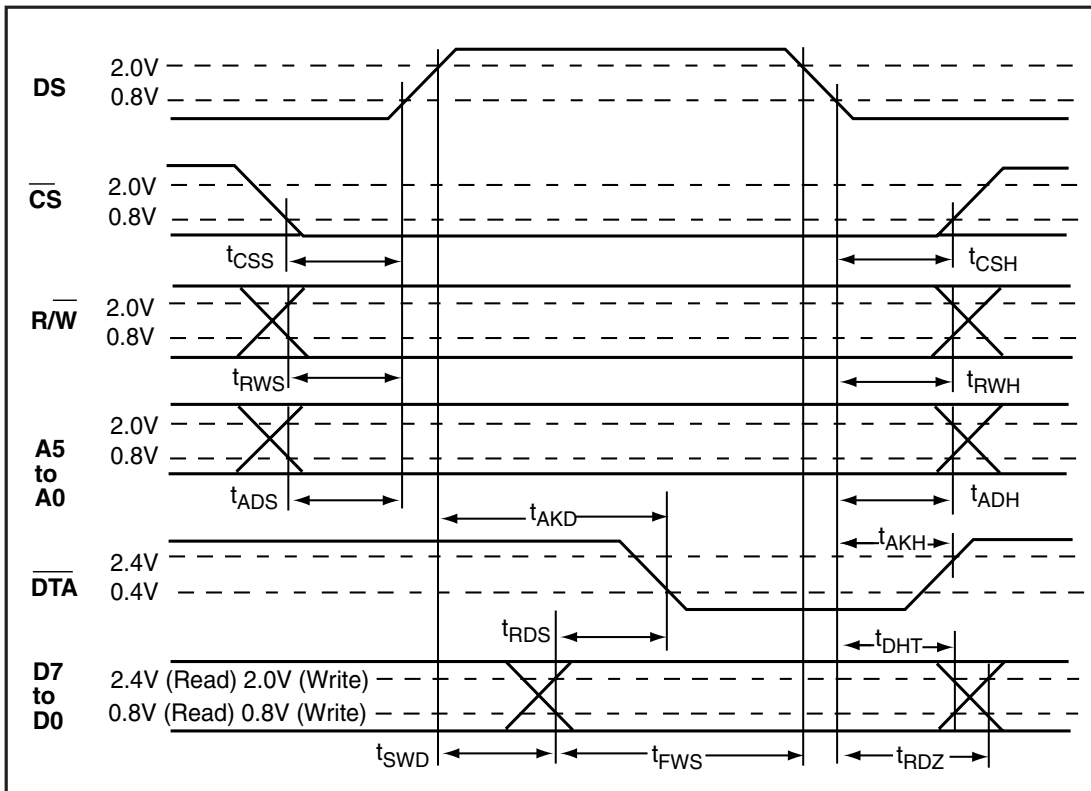 DS
2.0V
0.8V
C̅S̅
2.0V
0.8V
tCSS
tCSH
R/W̅
2.0V
0.8V
tRWS
tRWH
A5
to
A0
2.0V
0.8V
tADS
tADH
tAKD
tAKH
D̅T̅A̅
2.4V
0.4V
tRDS
tDHT
D7
to
D0
2.4V (Read) 2.0V (Write)
0.8V (Read) 0.8V (Write)
tSWD
tFWS
tRDZ